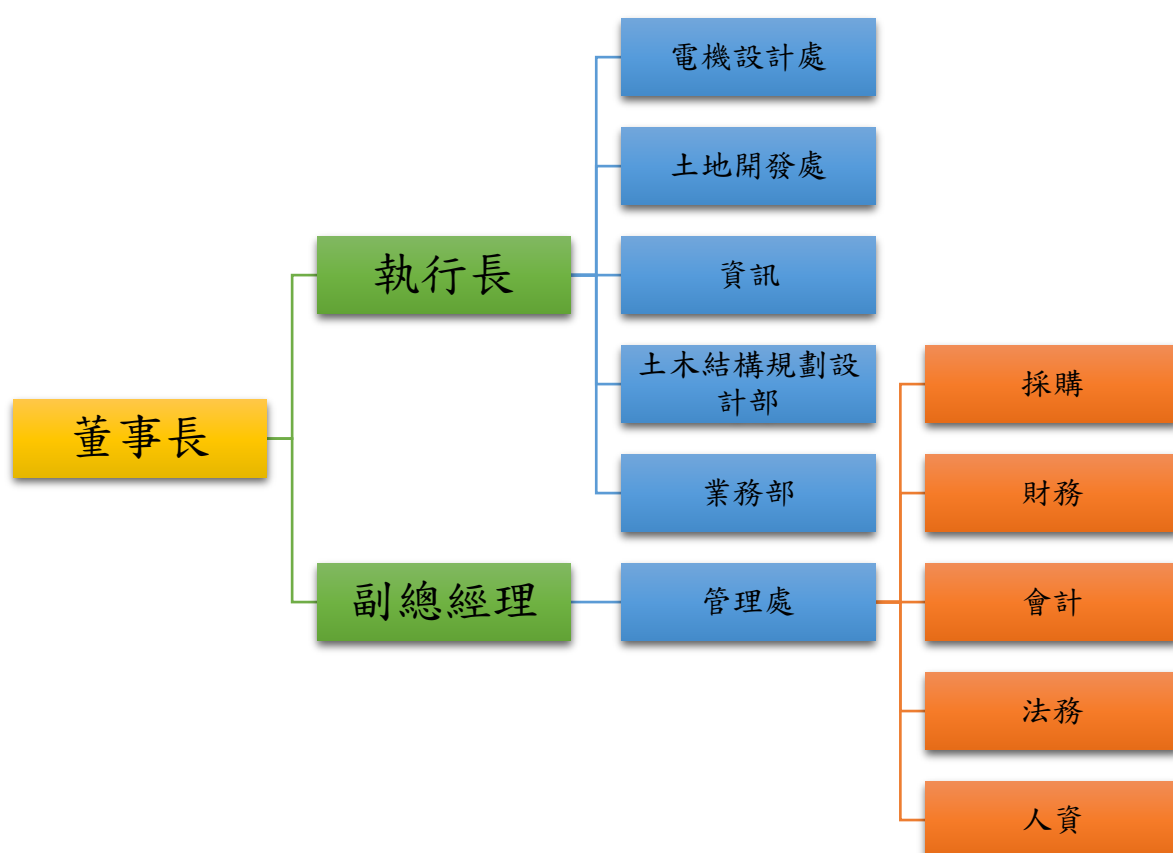 董事長
執行長
電機設計處
土地開發處
資訊
土木結構規劃設
計部
業務部
副總經理
管理處
採購
財務
會計
法務
人資